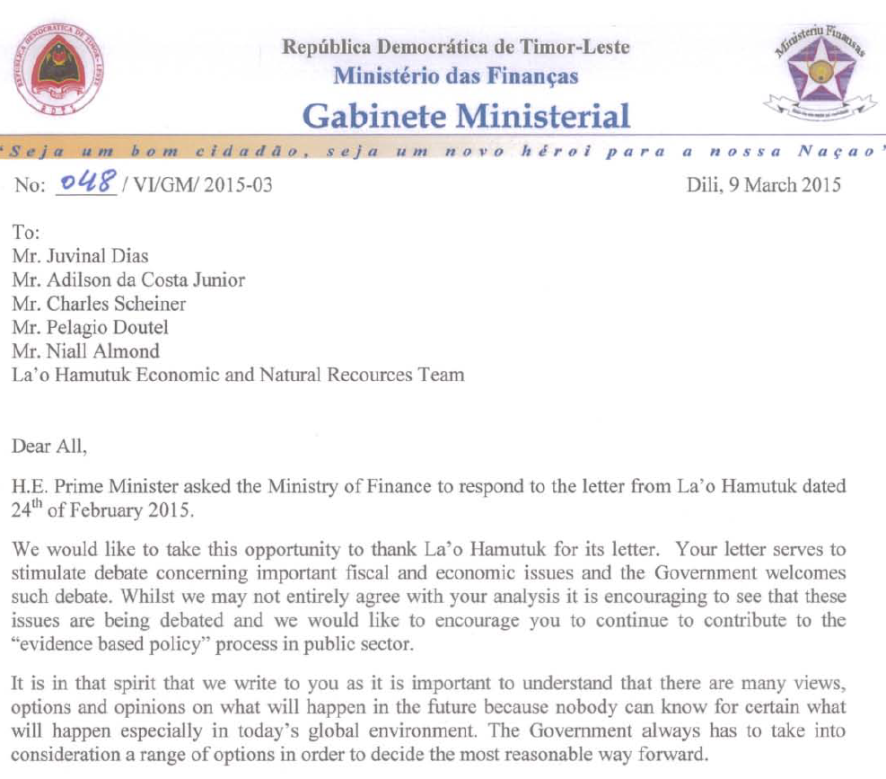 REPUBLICA DEMOCRATICA DE TIMOR-LESTE
RDTL
República Democrática de Timor-Leste
Ministério das Finanças
Gabinete Ministerial
Ministeriu Finansas
"Seja um bom cidadão, seja um novo héroi para a nossa Naçao"
No: 048 / VI/GM/ 2015-03
Dili, 9 March 2015
To:
Mr. Juvinal Dias
Mr. Adilson da Costa Junior
Mr. Charles Scheiner
Mr. Pelagio Doutel
Mr. Niall Almond
La'o Hamutuk Economic and Natural Recources Team
Dear All,
H.E. Prime Minister asked the Ministry of Finance to respond to the letter from La'o Hamutuk dated
24th of February 2015.
We would like to take this opportunity to thank La'o Hamutuk for its letter.  Your letter serves to
stimulate debate concerning important fiscal and economic issues and the Government welcomes
such debate. Whilst we may not entirely agree with your analysis it is encouraging to see that these
issues are being debated and we would like to encourage you to continue to contribute to the
"evidence based policy" process in public sector.
It is in that spirit that we write to you as it is important to understand that there are many views,
options and opinions on what will happen in the future because nobody can know for certain what
will happen especially in today's global environment. The Government always has to take into
consideration a range of options in order to decide the most reasonable way forward.